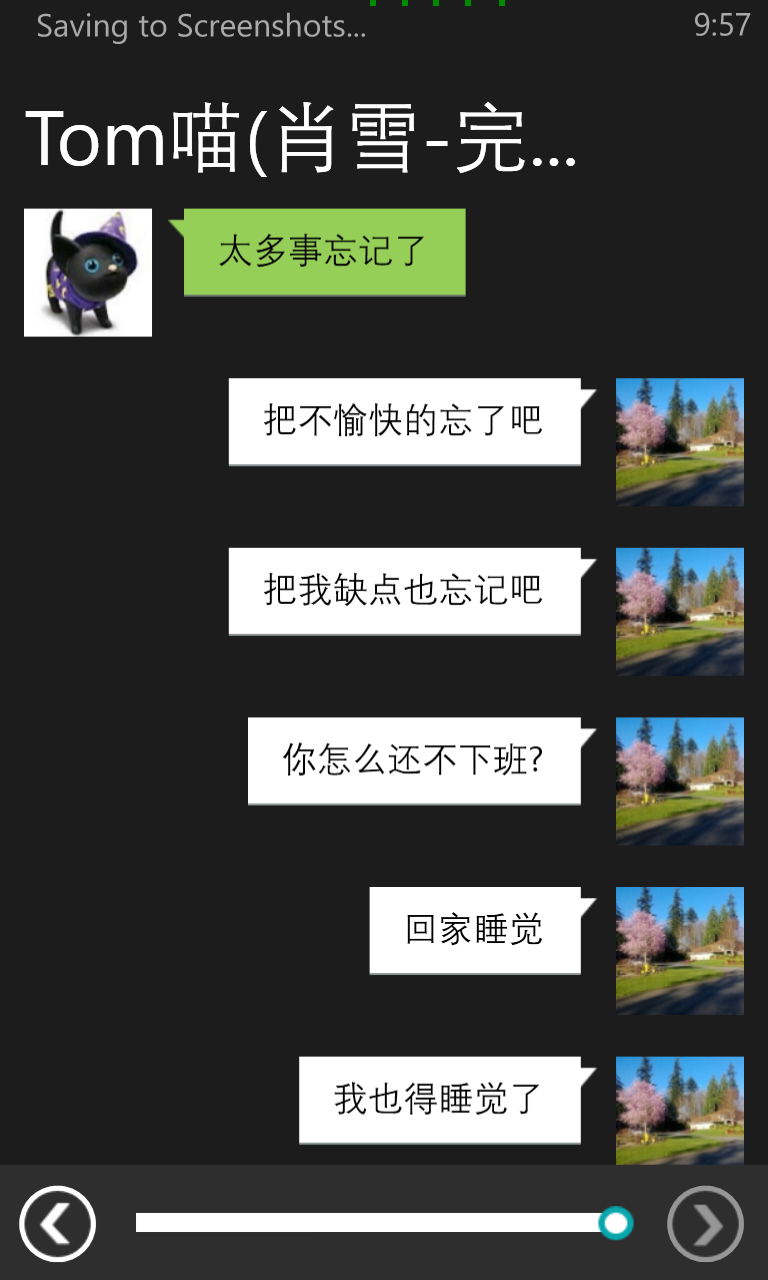 Saving to Screenshots... 9:57
Tom喵(肖雪-完...
太多事忘记了
把不愉快的忘了吧
把我缺点也忘记吧
你怎么还不下班?
回家睡觉
我也得睡觉了